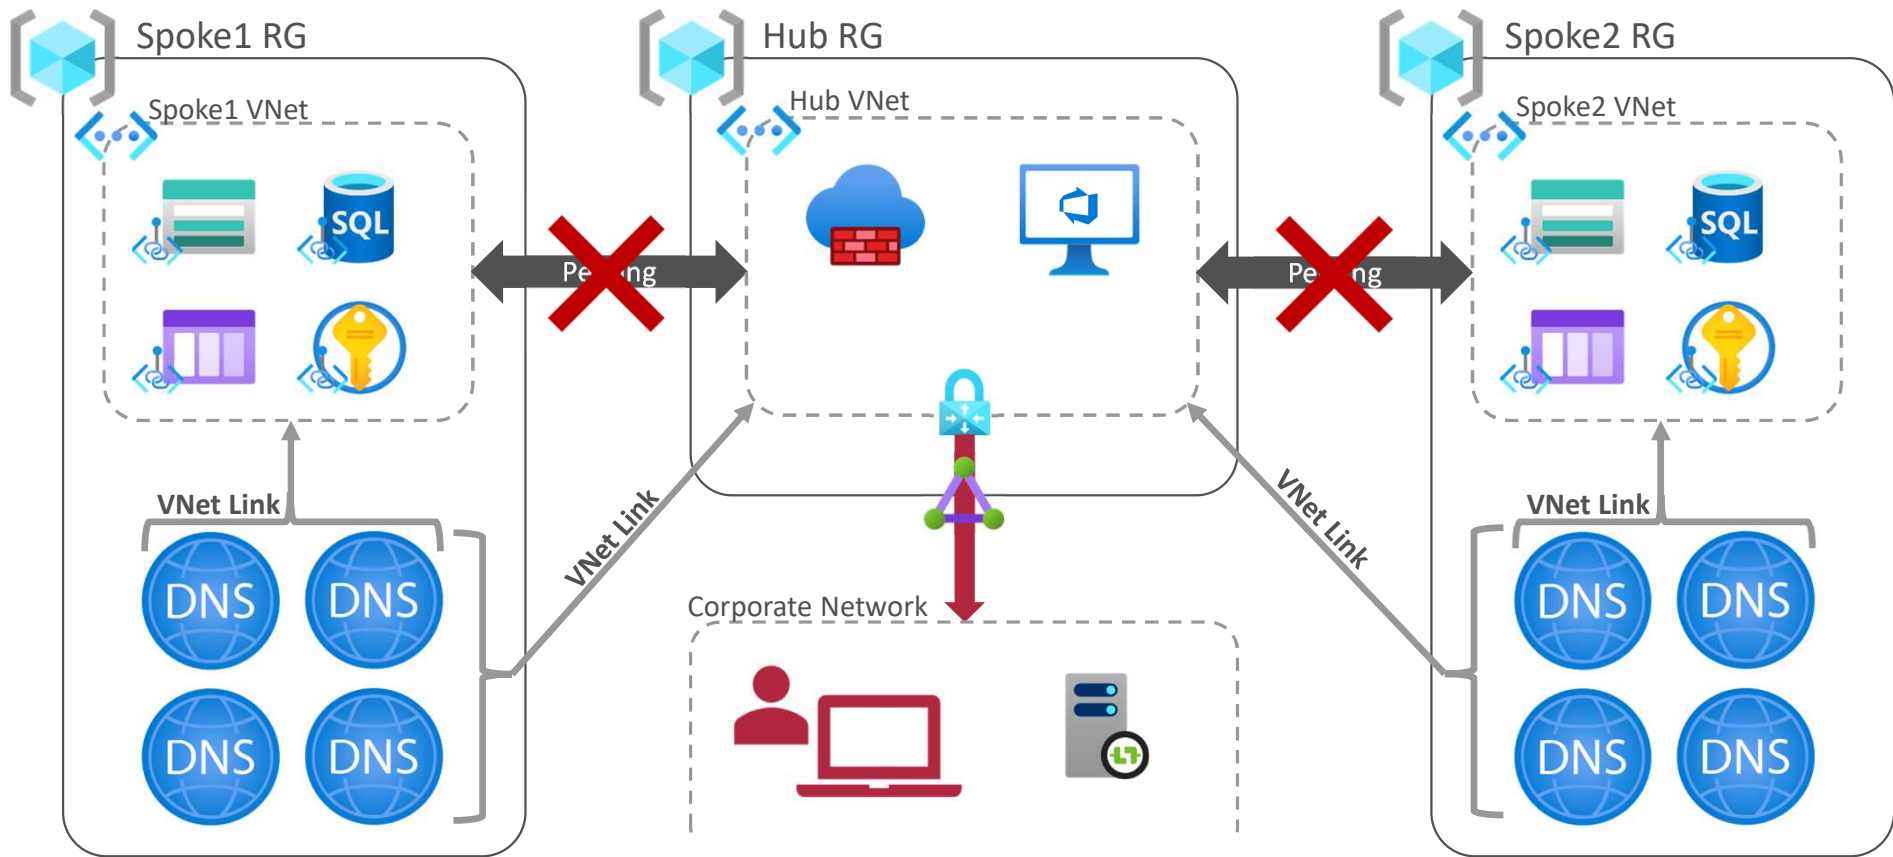 Spoke1 RG
Hub RG
Spoke2 RG
Spoke1 VNet
Hub VNet
Spoke2 VNet
SQL
SQL
VNet Link
VNet Link
VNet Link
VNet Link
DNS
DNS
DNS
DNS
Corporate Network
DNS
DNS
DNS
DNS